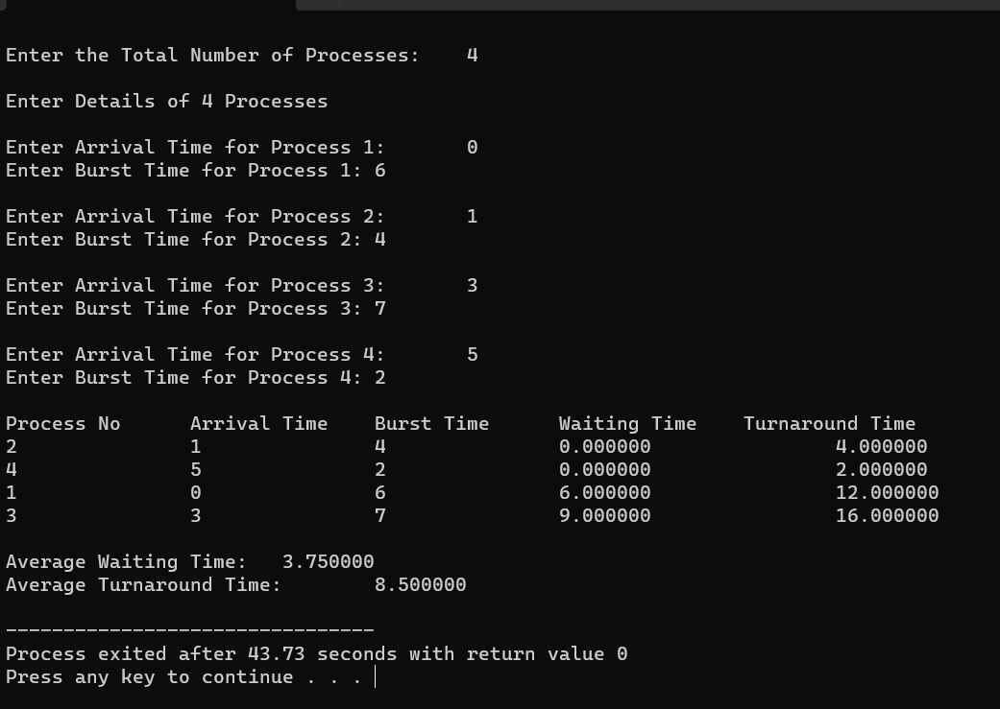 Enter the Total Number of Processes:    4
Enter Details of 4 Processes
Enter Arrival Time for Process 1:       0
Enter Burst Time for Process 1: 6
Enter Arrival Time for Process 2:       1
Enter Burst Time for Process 2: 4
Enter Arrival Time for Process 3:       3
Enter Burst Time for Process 3: 7
Enter Arrival Time for Process 4:       5
Enter Burst Time for Process 4: 2
Process No      Arrival Time    Burst Time      Waiting Time    Turnaround Time
2               1               4               0.000000                4.000000
4               5               2               0.000000                2.000000
1               0               6               6.000000                12.000000
3               3               7               9.000000                16.000000
Average Waiting Time:   3.750000
Average Turnaround Time:        8.500000
--------------------------------
Process exited after 43.73 seconds with return value 0
Press any key to continue . . .